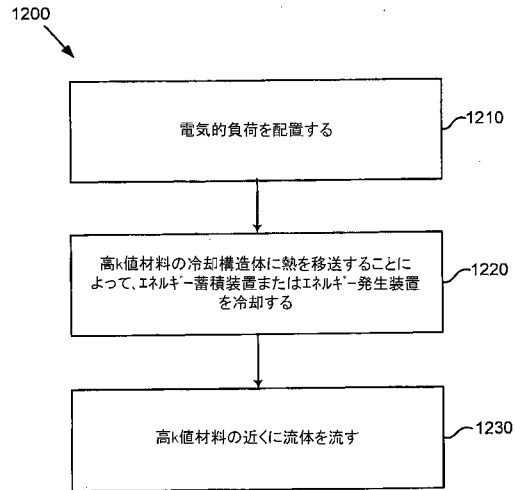 1200
電気的負荷を配置する
1210
高k値材料の冷却構造体に熱を移送することに
よって、エネルギー蓄積装置またはエネルギー発生装置
を冷却する
1220
高k値材料の近くに流体を流す
1230